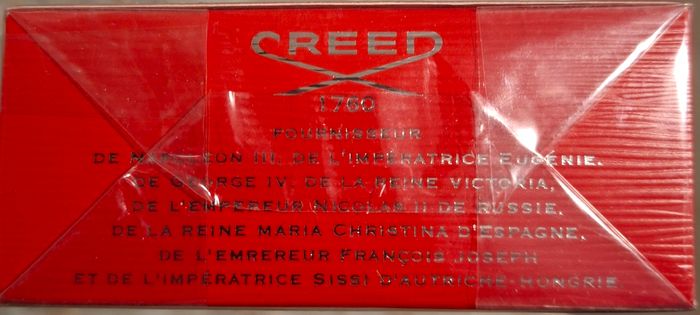 CREED
1760
FOURNISSEUR
DE NAPOLEON III, DE L'IMPÉRATRICE EUGÉNIE,
DE GEORGE IV, DE LA REINE VICTORIA,
DE L'EMPEREUR NICOLAS II DE RUSSIE,
DE LA REINE MARIA CHRISTINA D'ESPAGNE,
DE L'EMREREUR FRANÇOIS JOSEPH
ET DE L'IMPÉRATRICE SISSI D'AUTRICHE-HONGRIE